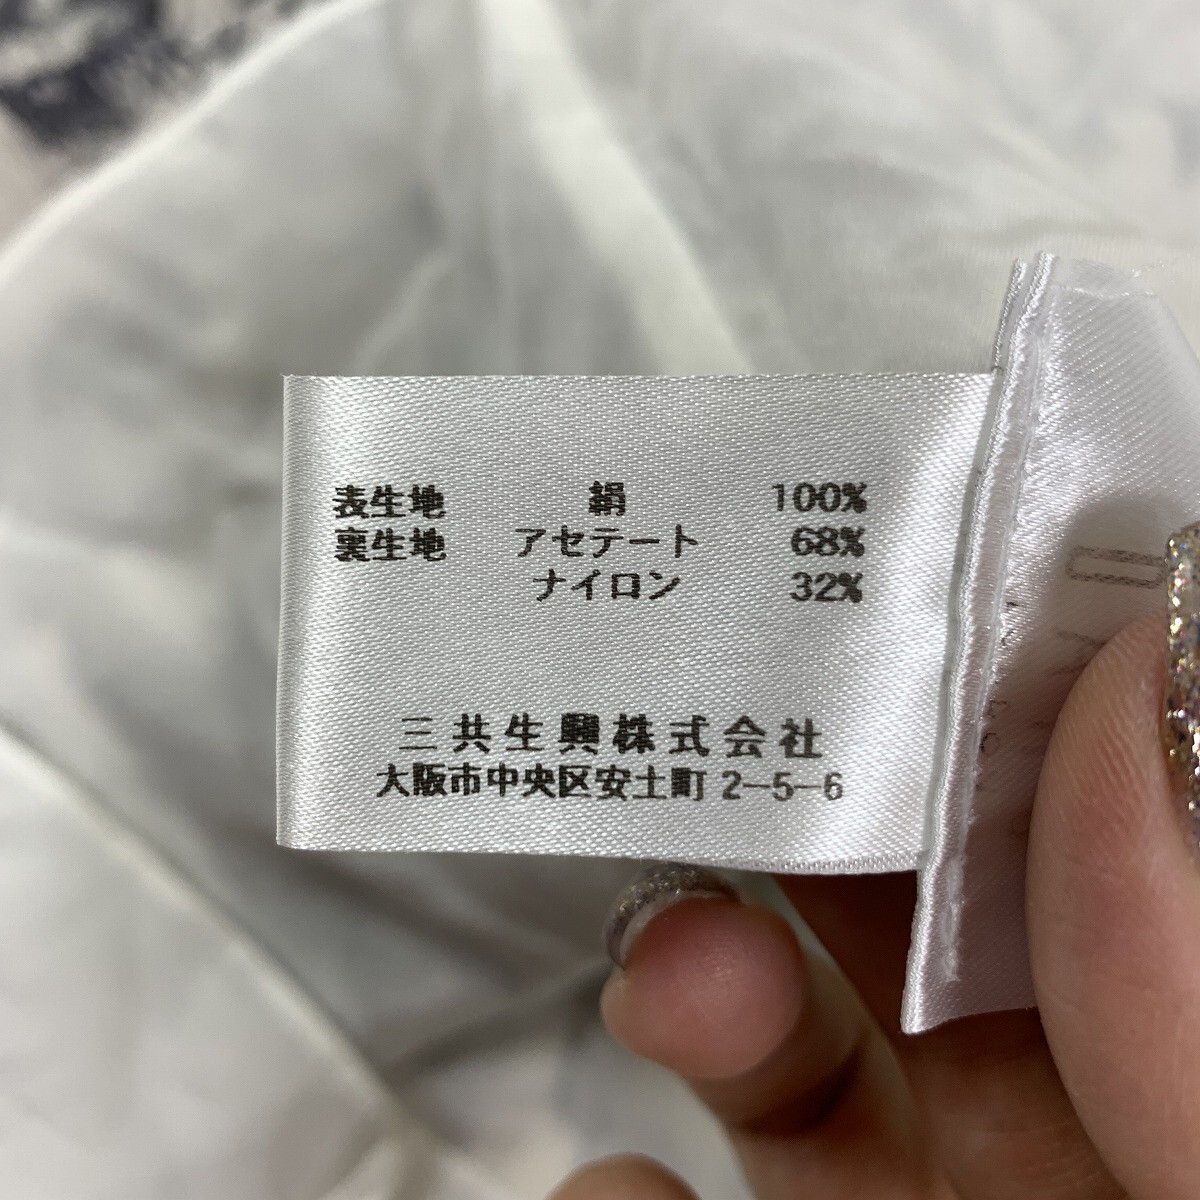 表生地 絹 100%
裏生地 アセテート 68%
ナイロン 32%
三共生興株式会社
大阪市中央区安土町 2-5-6